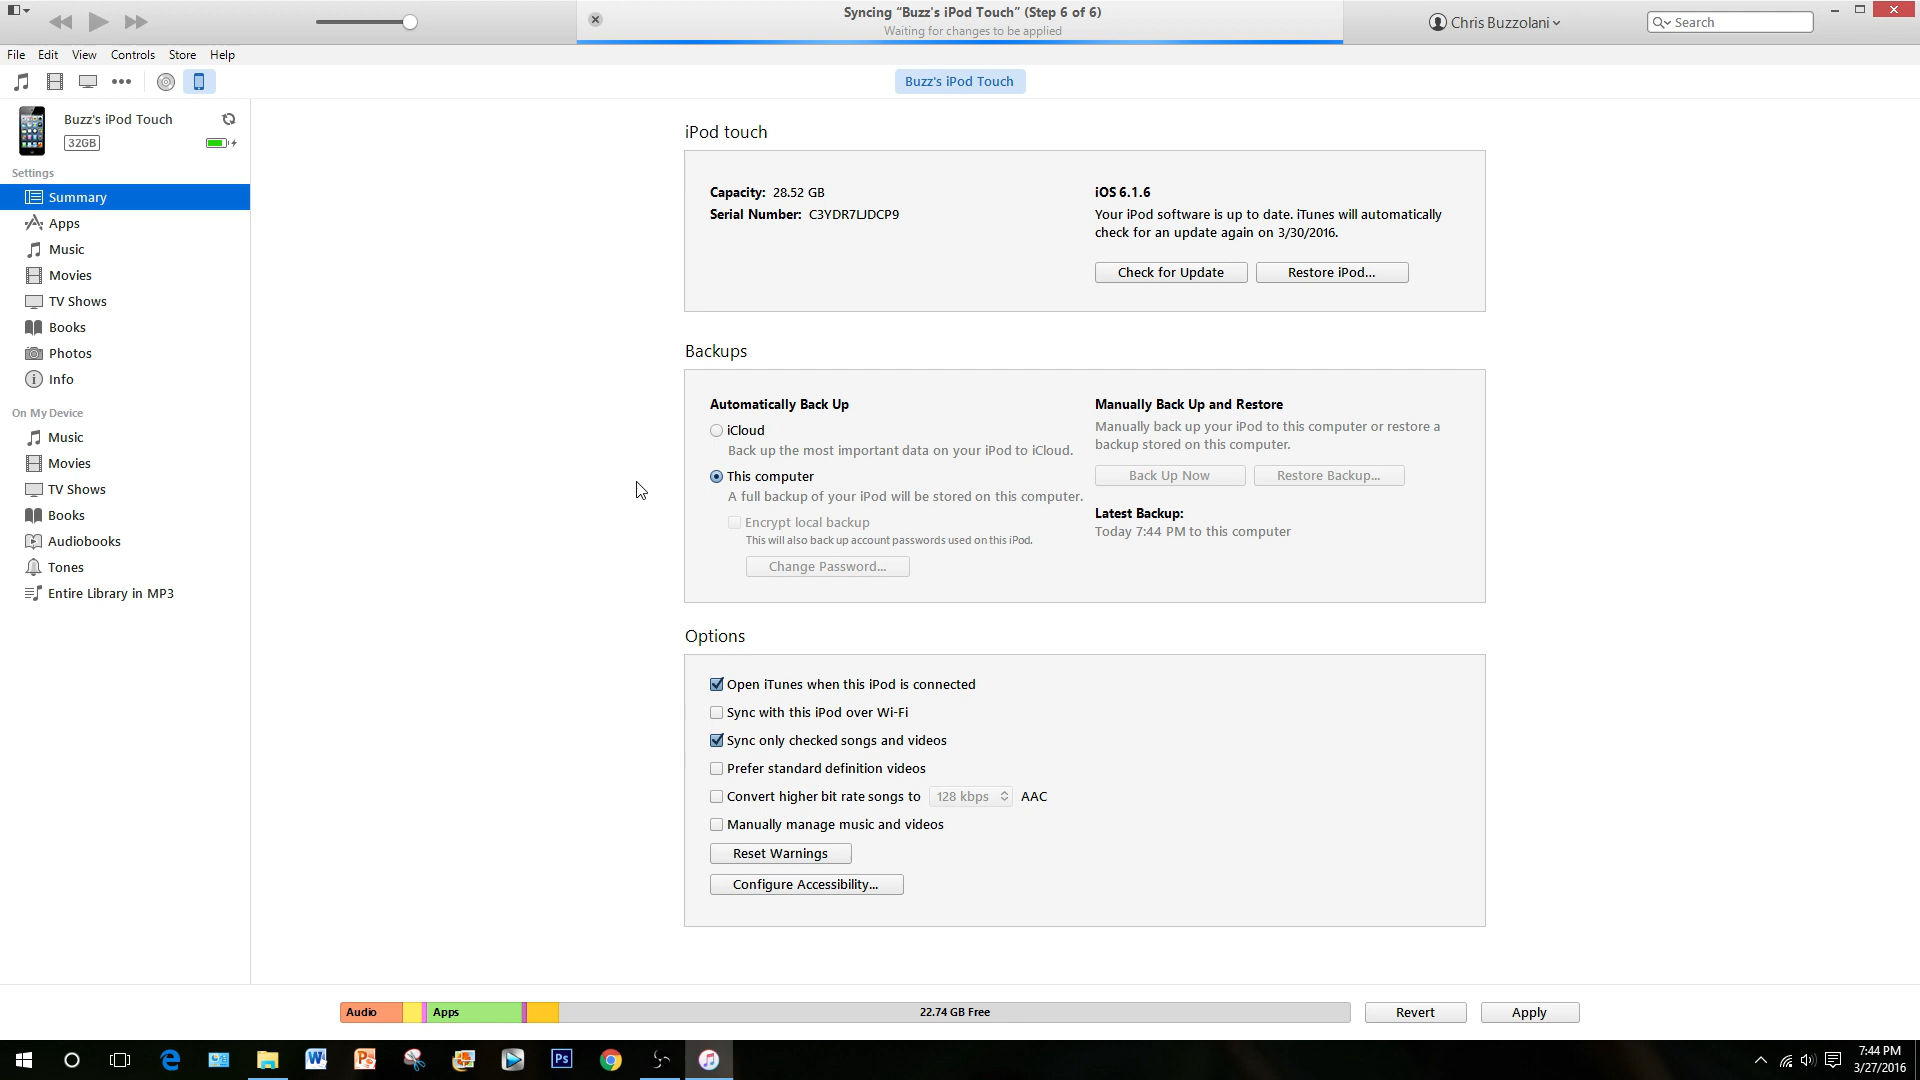 Syncing “Buzz's iPod Touch” (Step 6 of 6)
Waiting for changes to be applied
Chris Buzzolani
Search
File Edit View Controls Store Help
Buzz's iPod Touch
Buzz's iPod Touch
32GB
Settings
Summary
Apps
Music
Movies
TV Shows
Books
Photos
Info
On My Device
Music
Movies
TV Shows
Books
Audiobooks
Tones
Entire Library in MP3
iPod touch
Capacity: 28.52 GB
Serial Number: C3YDR7LJDCP9
iOS 6.1.6
Your iPod software is up to date. iTunes will automatically
check for an update again on 3/30/2016.
Check for Update
Restore iPod...
Backups
Automatically Back Up
iCloud
Back up the most important data on your iPod to iCloud.
This computer
A full backup of your iPod will be stored on this computer.
Encrypt local backup
This will also back up account passwords used on this iPod.
Change Password...
Manually Back Up and Restore
Manually back up your iPod to this computer or restore a
backup stored on this computer.
Back Up Now
Restore Backup...
Latest Backup:
Today 7:44 PM to this computer
Options
Open iTunes when this iPod is connected
Sync with this iPod over Wi-Fi
Sync only checked songs and videos
Prefer standard definition videos
Convert higher bit rate songs to 128 kbps AAC
Manually manage music and videos
Reset Warnings
Configure Accessibility...
Audio
Apps
22.74 GB Free
Revert
Apply
7:44 PM
3/27/2016